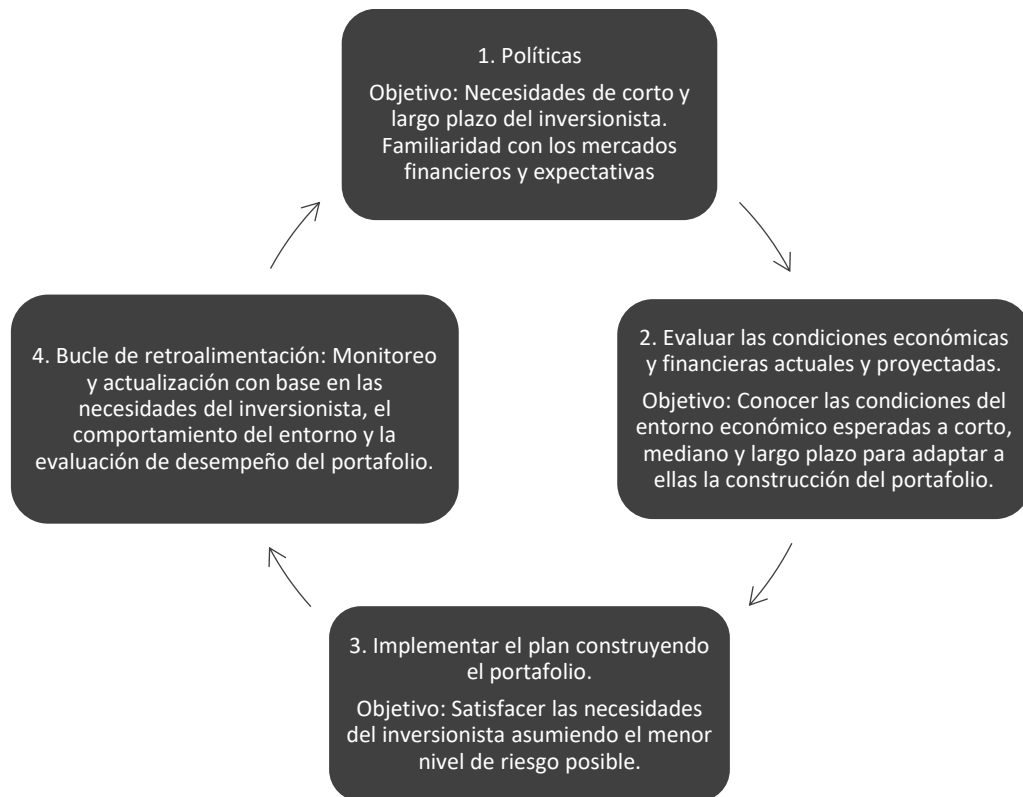 1. Políticas
Objetivo: Necesidades de corto y
largo plazo del inversionista.
Familiaridad con los mercados
financieros y expectativas
2. Evaluar las condiciones económicas
y financieras actuales y proyectadas.
Objetivo: Conocer las condiciones del
entorno económico esperadas a corto,
mediano y largo plazo para adaptar a
ellas la construcción del portafolio.
3. Implementar el plan construyendo
el portafolio.
Objetivo: Satisfacer las necesidades
del inversionista asumiendo el menor
nivel de riesgo posible.
4. Bucle de retroalimentación: Monitoreo
y actualización con base en las
necesidades del inversionista, el
comportamiento del entorno y la
evaluación de desempeño del portafolio.